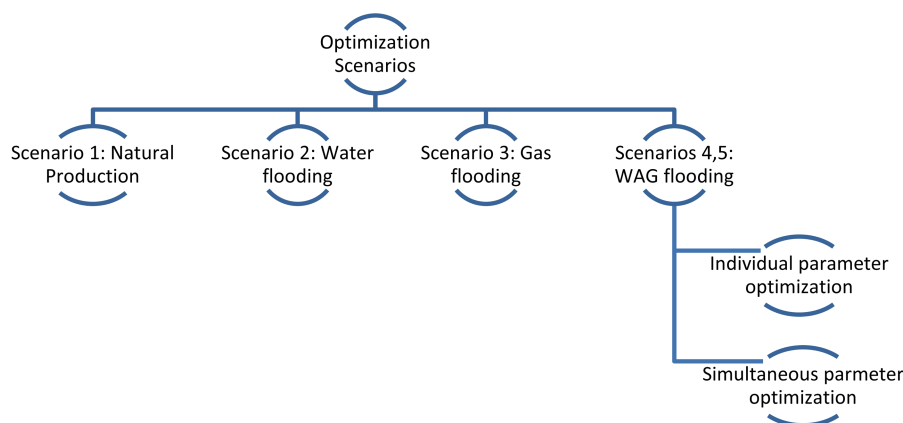 Optimization
Scenarios
Scenario 1: Natural
Production
Scenario 2: Water
flooding
Scenario 3: Gas
flooding
Scenarios 4,5:
WAG flooding
Individual parameter
optimization
Simultaneous parmeter
optimization